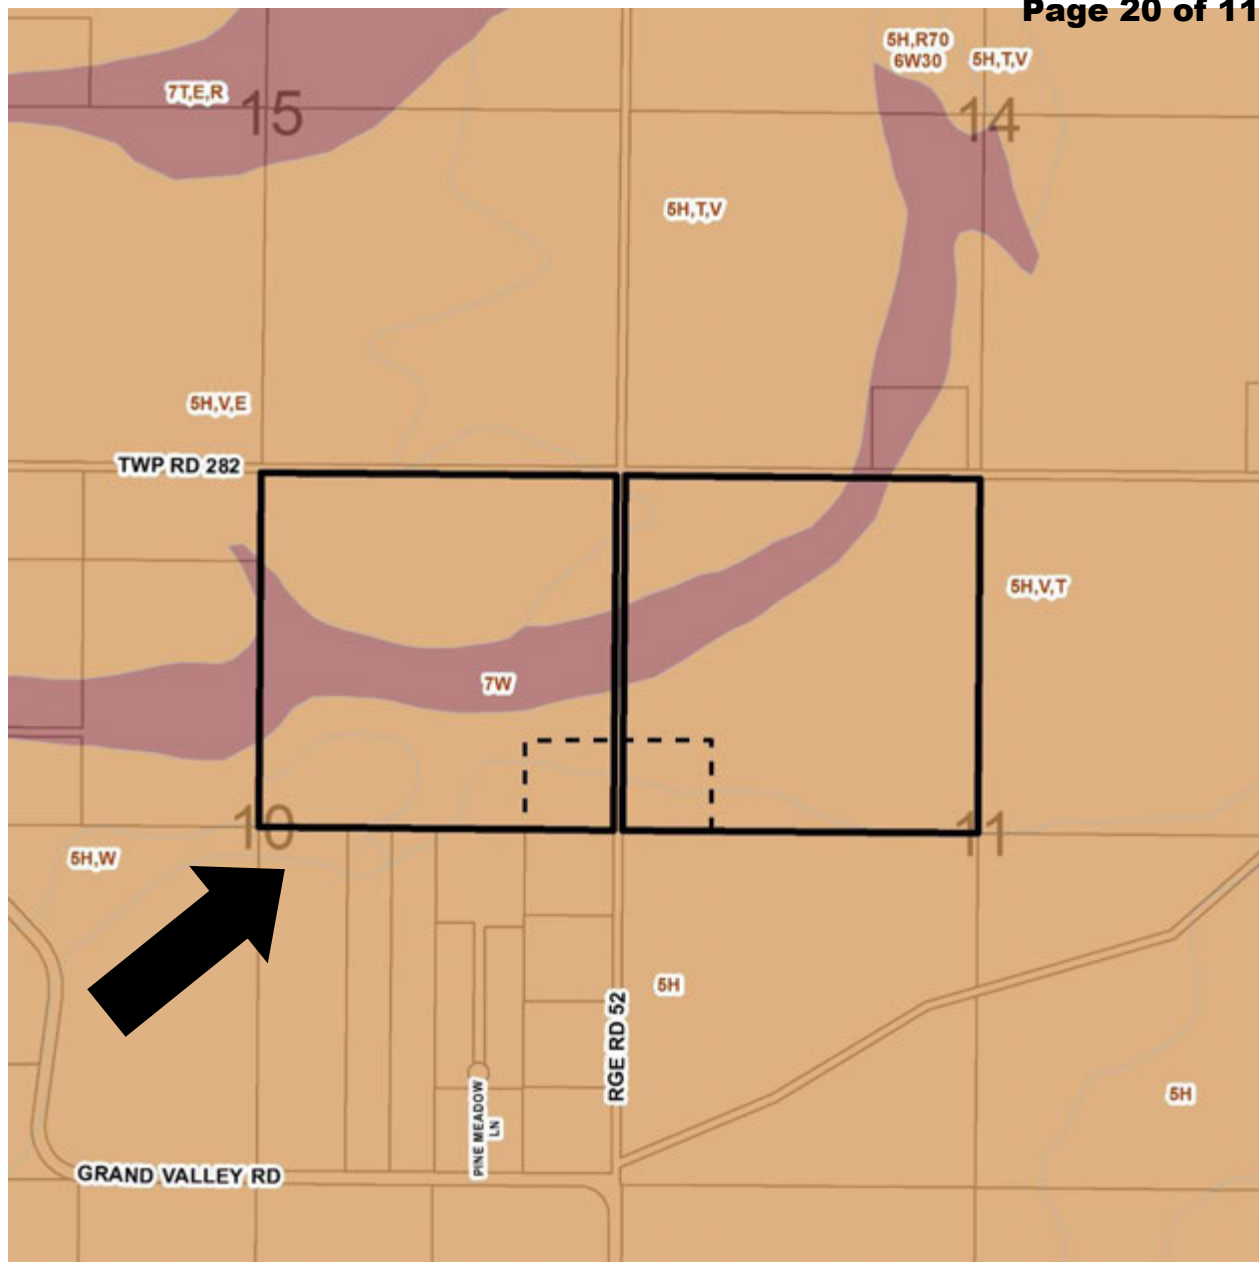 Page 20 of 11
5H,R70
6W30
5H,T,V
7T,E,R
15
14
5H,T,V
5H,V,E
TWP RD 282
5H,V,T
7W
10
11
5H,W
5H
RGE RD 52
PINE MEADOW
LN
5H
GRAND VALLEY RD